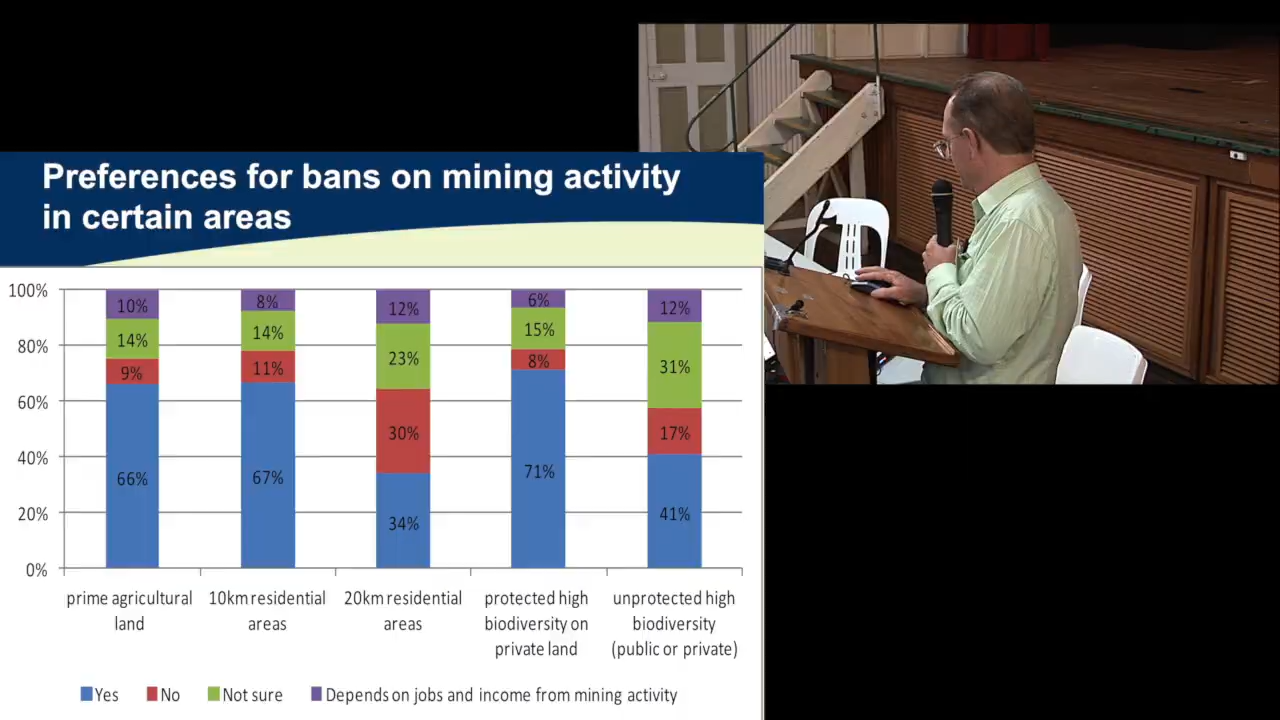 Preferences for bans on mining activity
in certain areas
100%
80%
60%
40%
20%
0%
10%
14%
9%
66%
8%
14%
11%
67%
12%
23%
30%
34%
6%
15%
8%
71%
12%
31%
17%
41%
prime agricultural
land
10km residential
areas
20km residential
areas
protected high
biodiversity on
private land
unprotected high
biodiversity
(public or private)
Yes
No
Not sure
Depends on jobs and income from mining activity